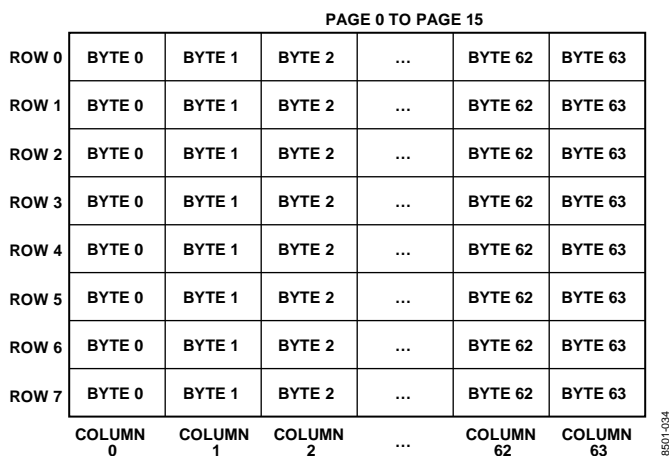 PAGE 0 TO PAGE 15
ROW 0 BYTE 0 BYTE 1 BYTE 2 … BYTE 62 BYTE 63
ROW 1 BYTE 0 BYTE 1 BYTE 2 … BYTE 62 BYTE 63
ROW 2 BYTE 0 BYTE 1 BYTE 2 … BYTE 62 BYTE 63
ROW 3 BYTE 0 BYTE 1 BYTE 2 … BYTE 62 BYTE 63
ROW 4 BYTE 0 BYTE 1 BYTE 2 … BYTE 62 BYTE 63
ROW 5 BYTE 0 BYTE 1 BYTE 2 … BYTE 62 BYTE 63
ROW 6 BYTE 0 BYTE 1 BYTE 2 … BYTE 62 BYTE 63
ROW 7 BYTE 0 BYTE 1 BYTE 2 … BYTE 62 BYTE 63
COLUMN COLUMN COLUMN … COLUMN COLUMN
0 1 2 62 63
8501-034